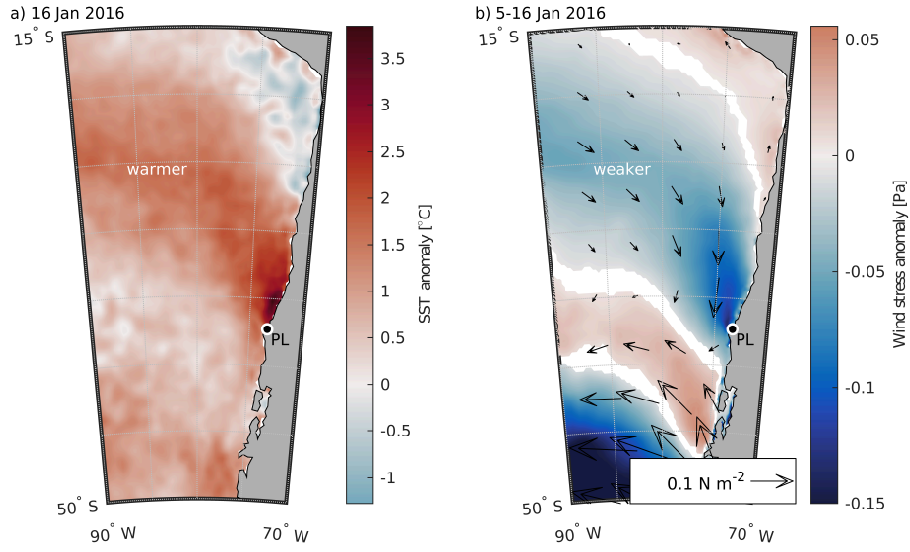 a) 16 Jan 2016
b) 5-16 Jan 2016
15° S
50° S
90° W
70° W
warmer
PL
3.5
3
2.5
2
1.5
1
0.5
0
-0.5
-1
SST anomaly [°C]
15° S
50° S
90° W
70° W
weaker
PL
0.1 N m-2
0.05
0
-0.05
-0.1
-0.15
Wind stress anomaly [Pa]